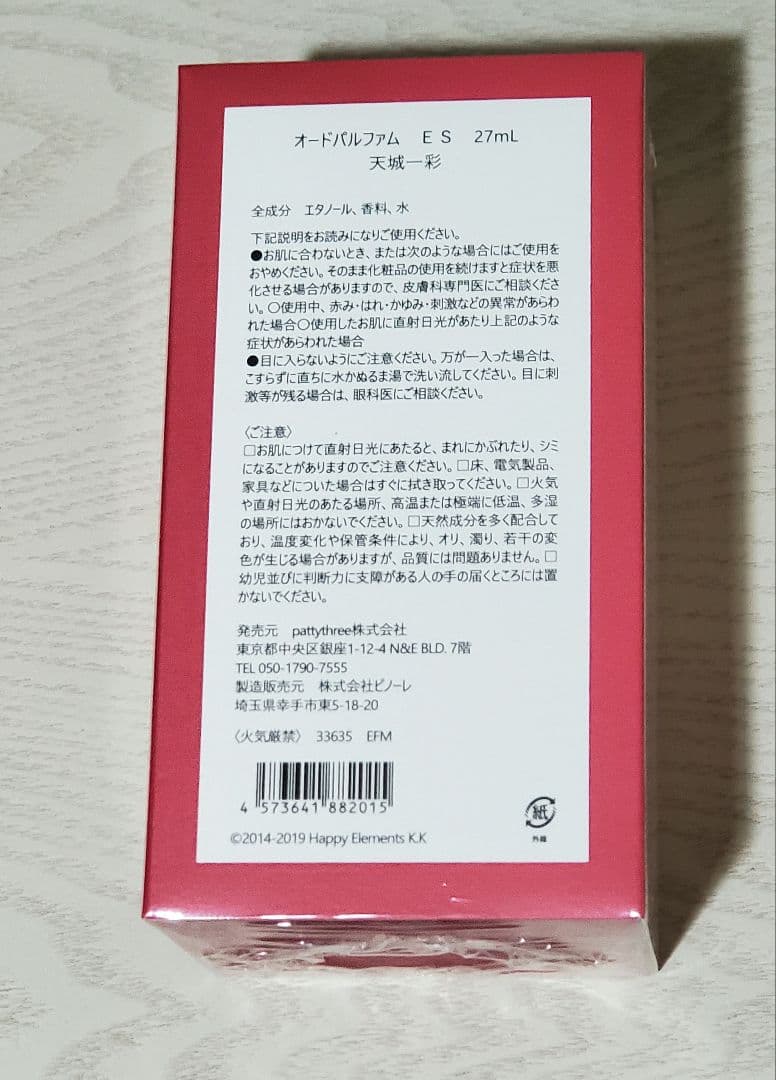 オードパルファム　ＥＳ　27mL
天城一彩
全成分　エタノール、香料、水
下記説明をお読みになりご使用ください。
●お肌に合わないとき、または次のような場合にはご使用を
おやめください。そのまま化粧品の使用を続けますと症状を悪
化させる場合がありますので、皮膚科専門医にご相談くださ
い。○使用中、赤み・はれ・かゆみ・刺激などの異常があらわ
れた場合○使用したお肌に直射日光があたり上記のような
症状があらわれた場合
●目に入らないようにご注意ください。万が一入った場合は、
こすらずに直ちに水かぬるま湯で洗い流してください。目に刺
激等が残る場合は、眼科医にご相談ください。
〈ご注意〉
□お肌につけて直射日光にあたると、まれにかぶれたり、シミ
になることがありますのでご注意ください。□床、電気製品、
家具などについた場合はすぐに拭き取ってください。□火気
や直射日光のあたる場所、高温または極端に低温、多湿
の場所にはおかないでください。□天然成分を多く配合して
おり、温度変化や保管条件により、オリ、濁り、若干の変
色が生じる場合がありますが、品質には問題ありません。□
幼児並びに判断力に支障がある人の手の届くところには置
かないでください。
発売元　pattythree株式会社
東京都中央区銀座1-12-4 N&E BLD. 7階
TEL 050-1790-7555
製造販売元　株式会社ピノーレ
埼玉県幸手市東5-18-20
〈火気厳禁〉　33635　EFM
4 573641 882015
紙
外箱
©2014-2019 Happy Elements K.K